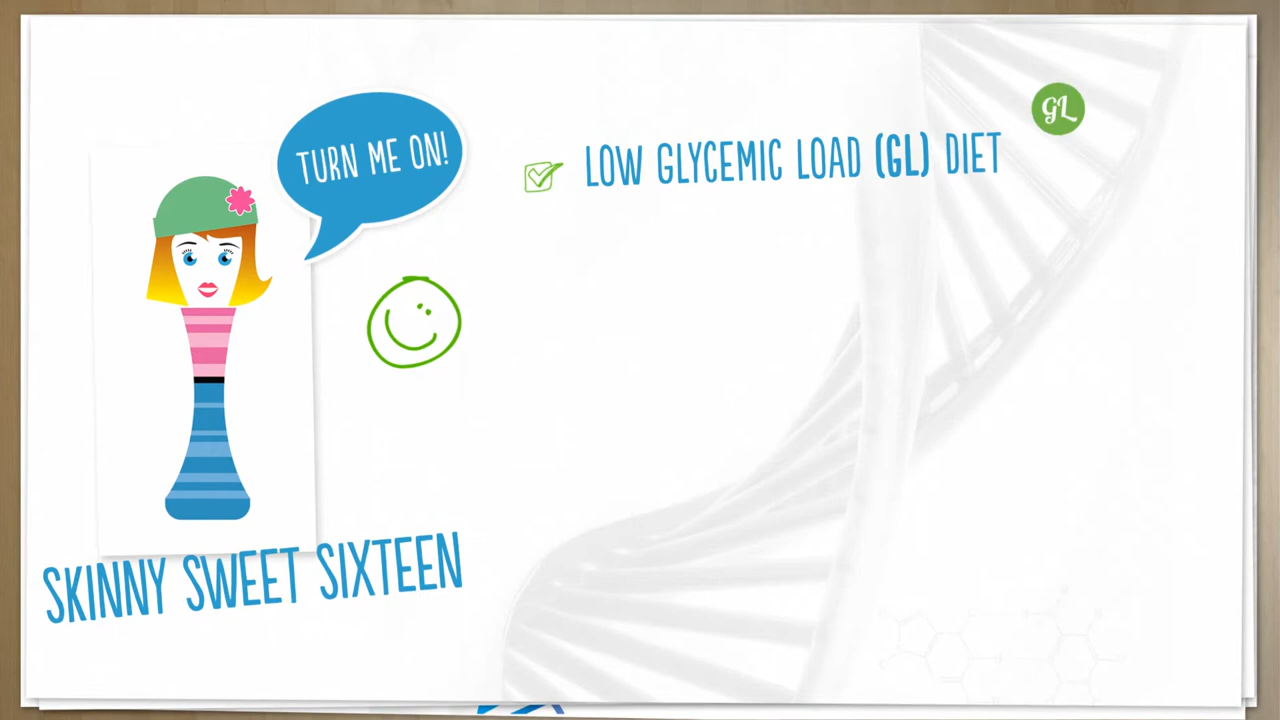 TURN ME ON!
LOW GLYCEMIC LOAD (GL) DIET
GL
SKINNY SWEET SIXTEEN